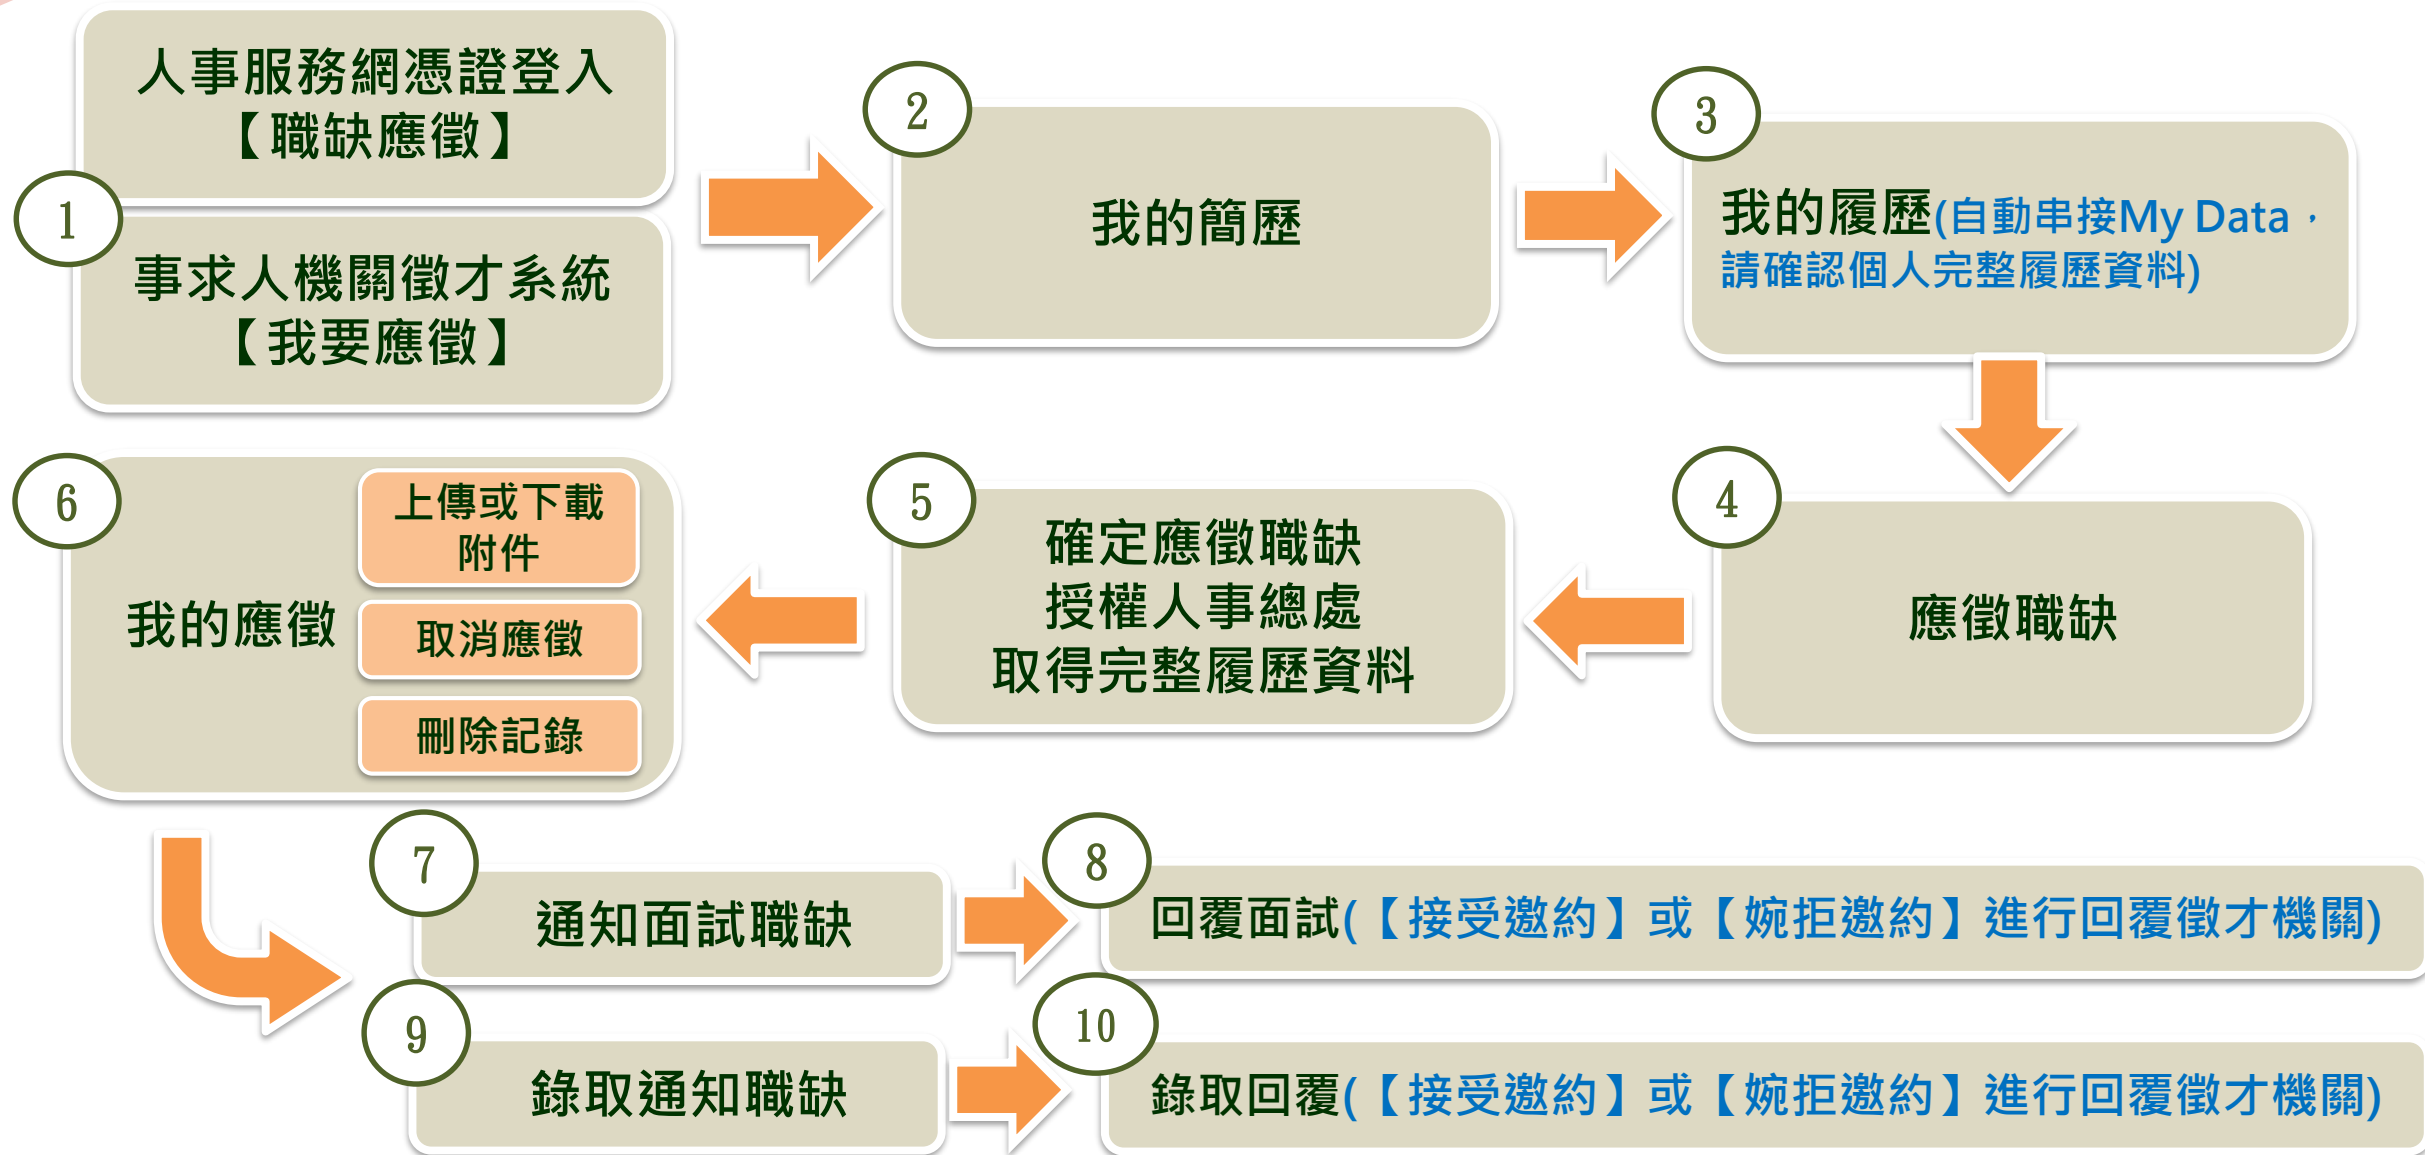 人事服務網憑證登入
【職缺應徵】
1
事求人機關徵才系統
【我要應徵】
2
我的簡歷
3
我的履歷(自動串接My Data，
請確認個人完整履歷資料)
4
應徵職缺
5
確定應徵職缺
授權人事總處
取得完整履歷資料
6
我的應徵
上傳或下載
附件
取消應徵
刪除記錄
7
通知面試職缺
8
回覆面試(【接受邀約】或【婉拒邀約】進行回覆徵才機關)
9
錄取通知職缺
10
錄取回覆(【接受邀約】或【婉拒邀約】進行回覆徵才機關)